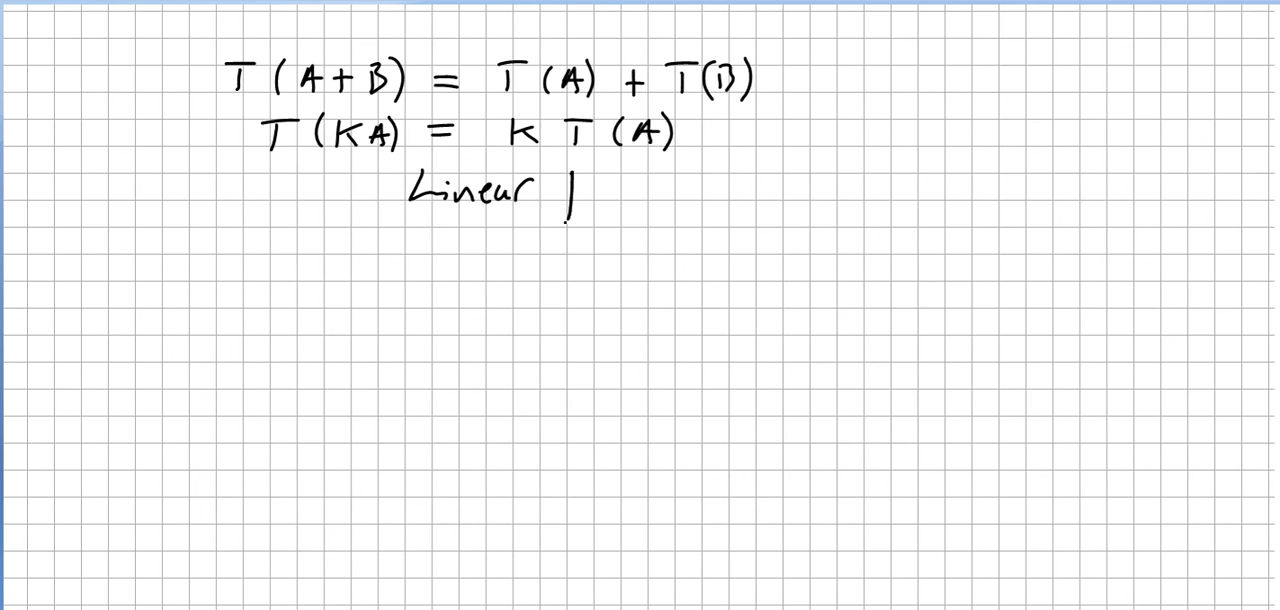 T (A + B) = T (A) + T(B)
T (KA) = K T (A)
Linear